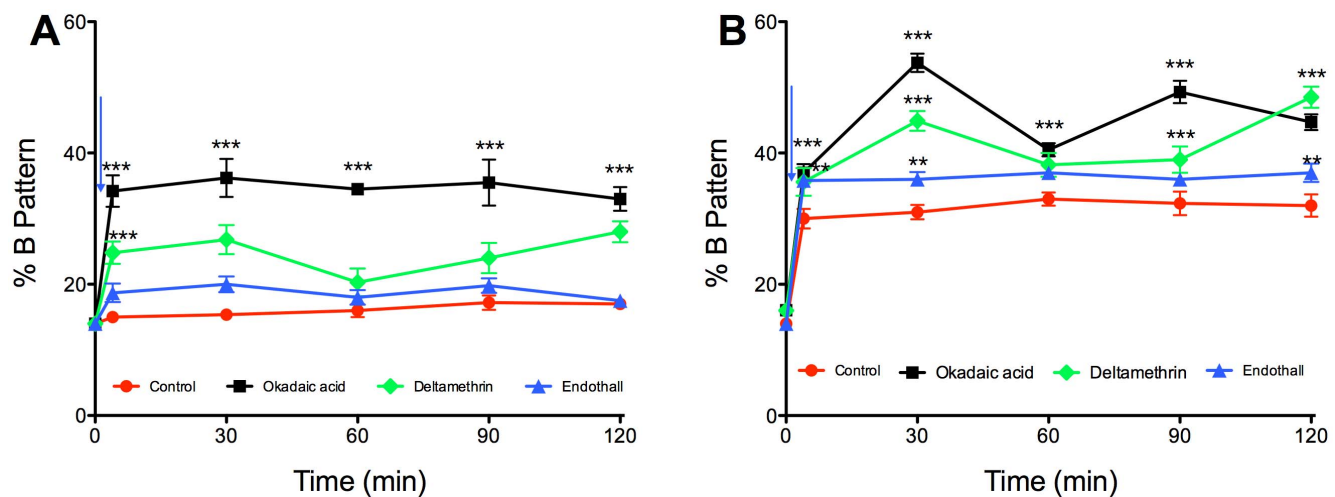 A
% B Pattern
60
40
20
0
***
***
***
***
***
***
Control
Okadaic acid
Deltamethrin
Endothall
0
30
60
90
120
Time (min)
B
% B Pattern
60
40
20
0
***
**
***
***
**
***
***
***
***
**
Control
Okadaic acid
Deltamethrin
Endothall
0
30
60
90
120
Time (min)